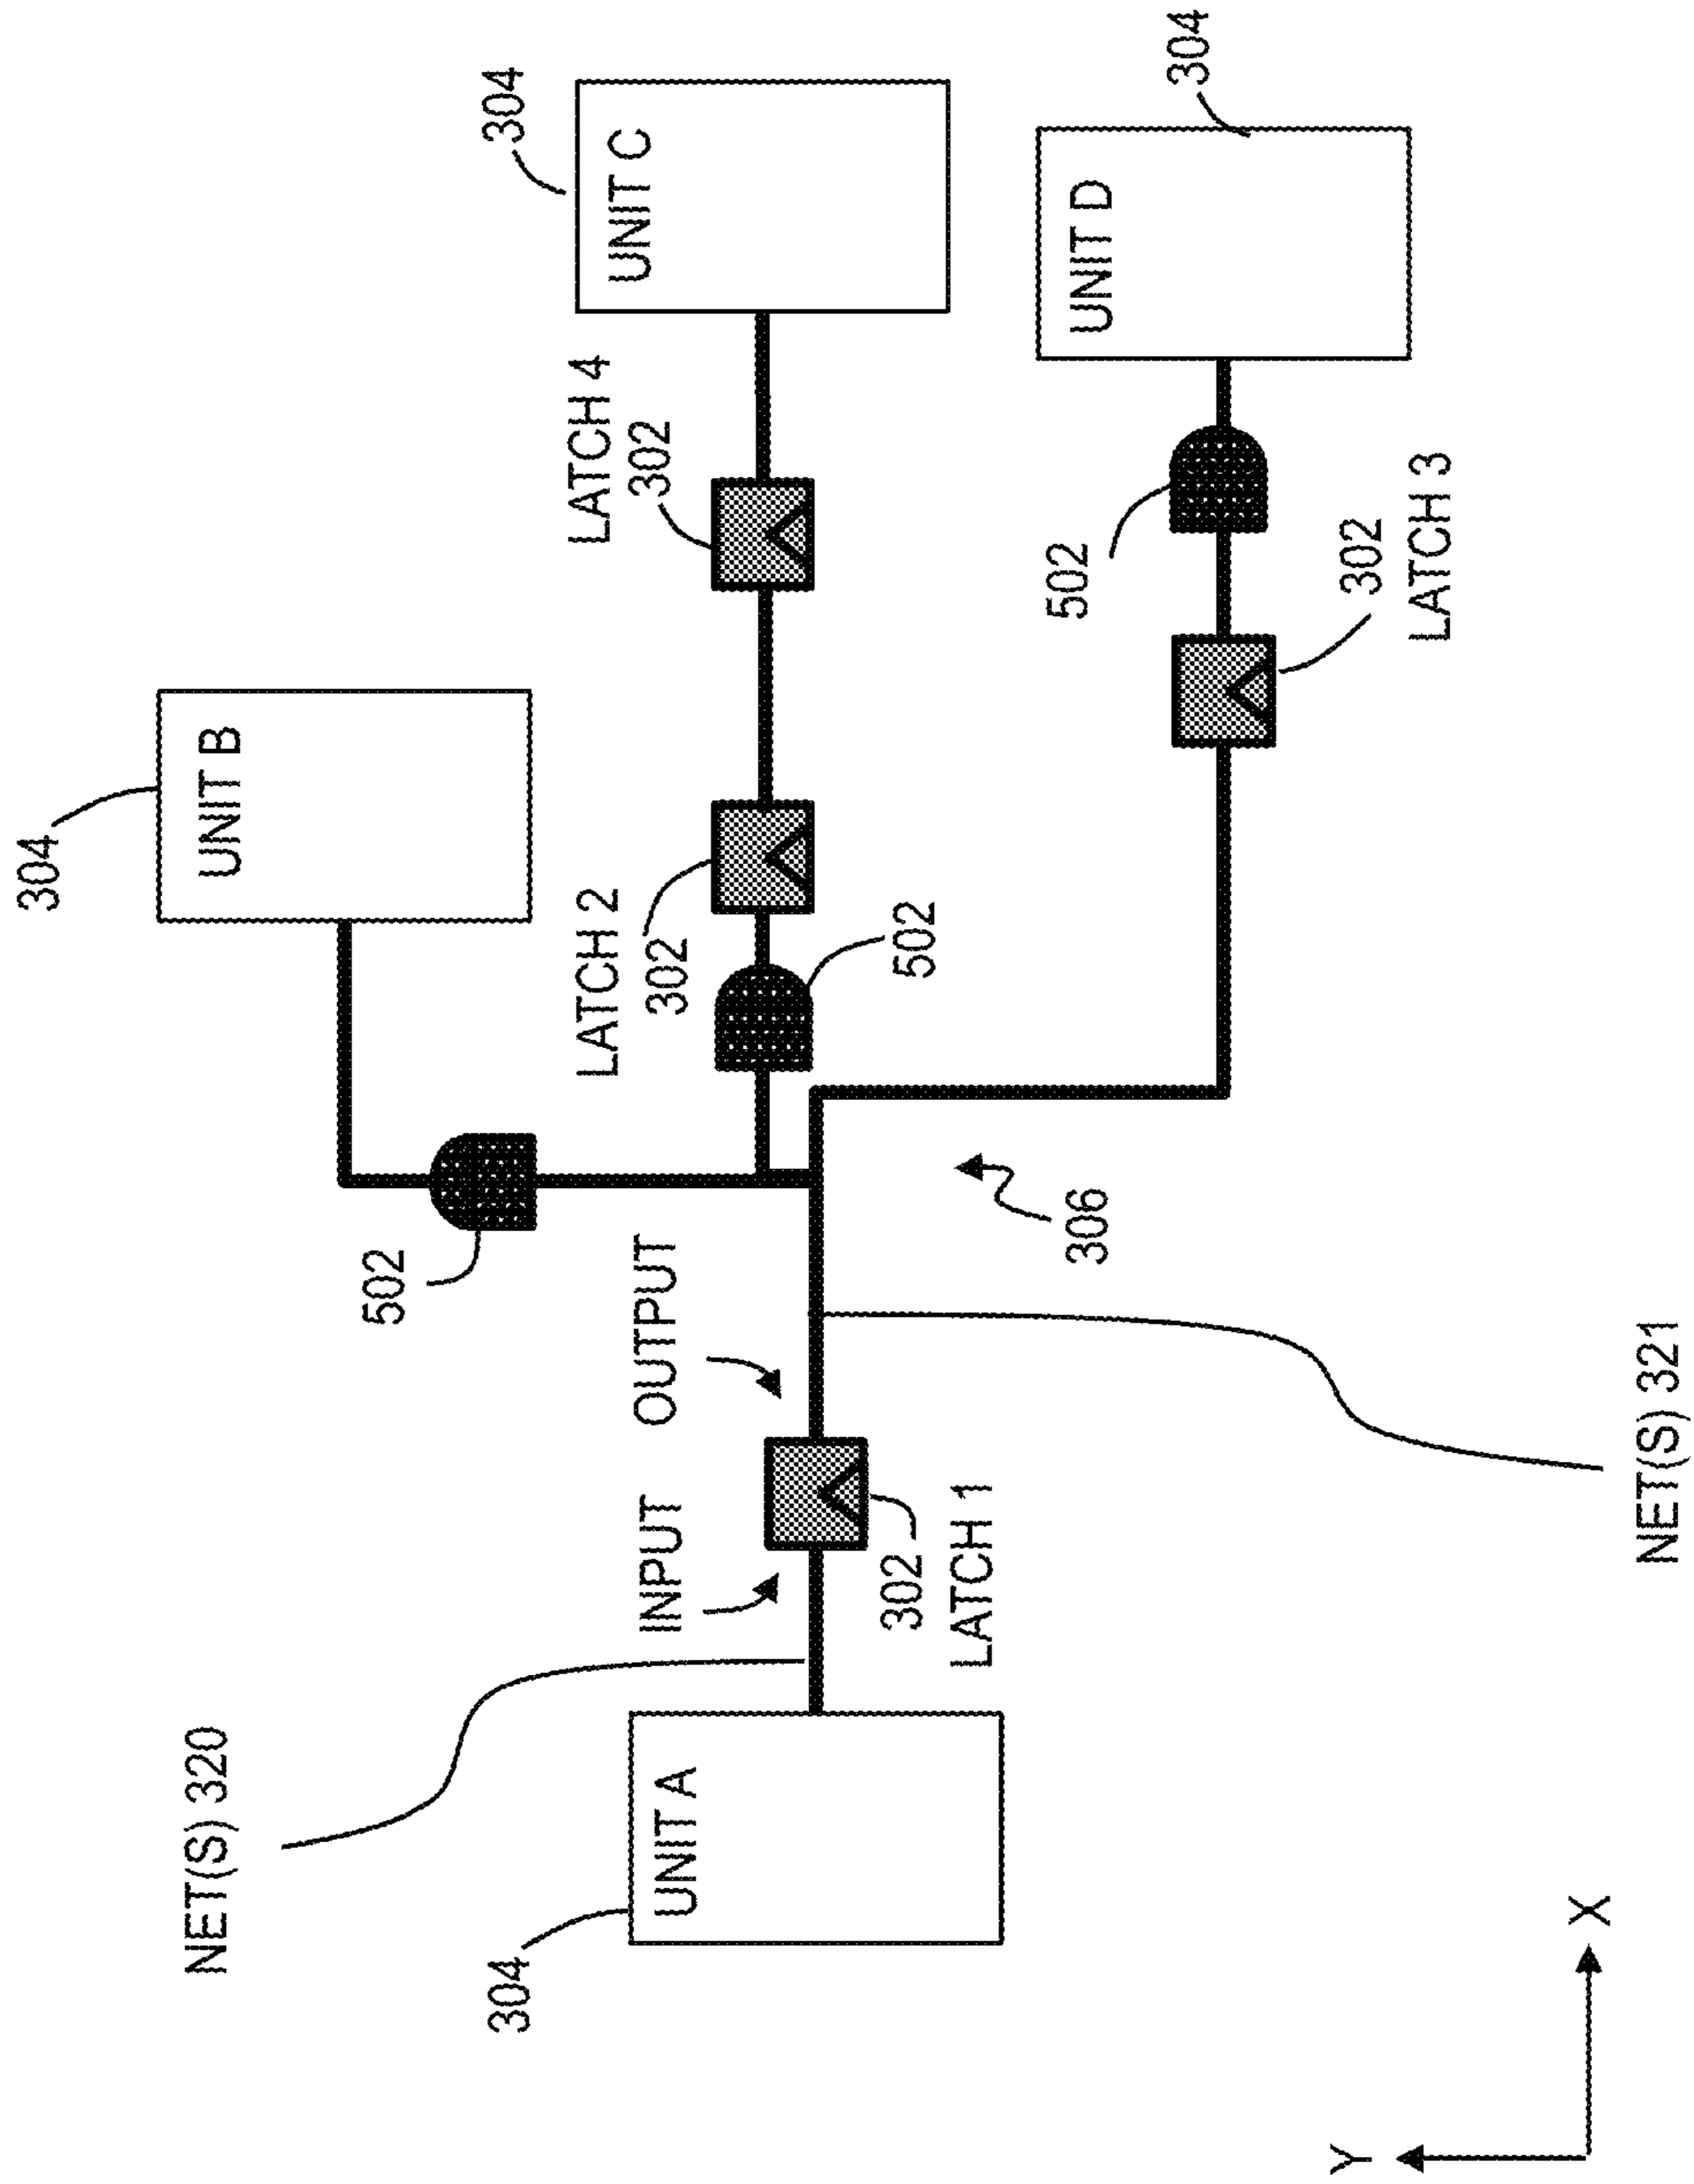 304
NET(S) 320
UNIT B
502
304
304
LATCH 2
302
LATCH 4
302
UNIT C
UNIT A
INPUT
OUTPUT
302
LATCH 1
502
306
502
UNIT D
304
302
LATCH 3
Y
X
NET(S) 321